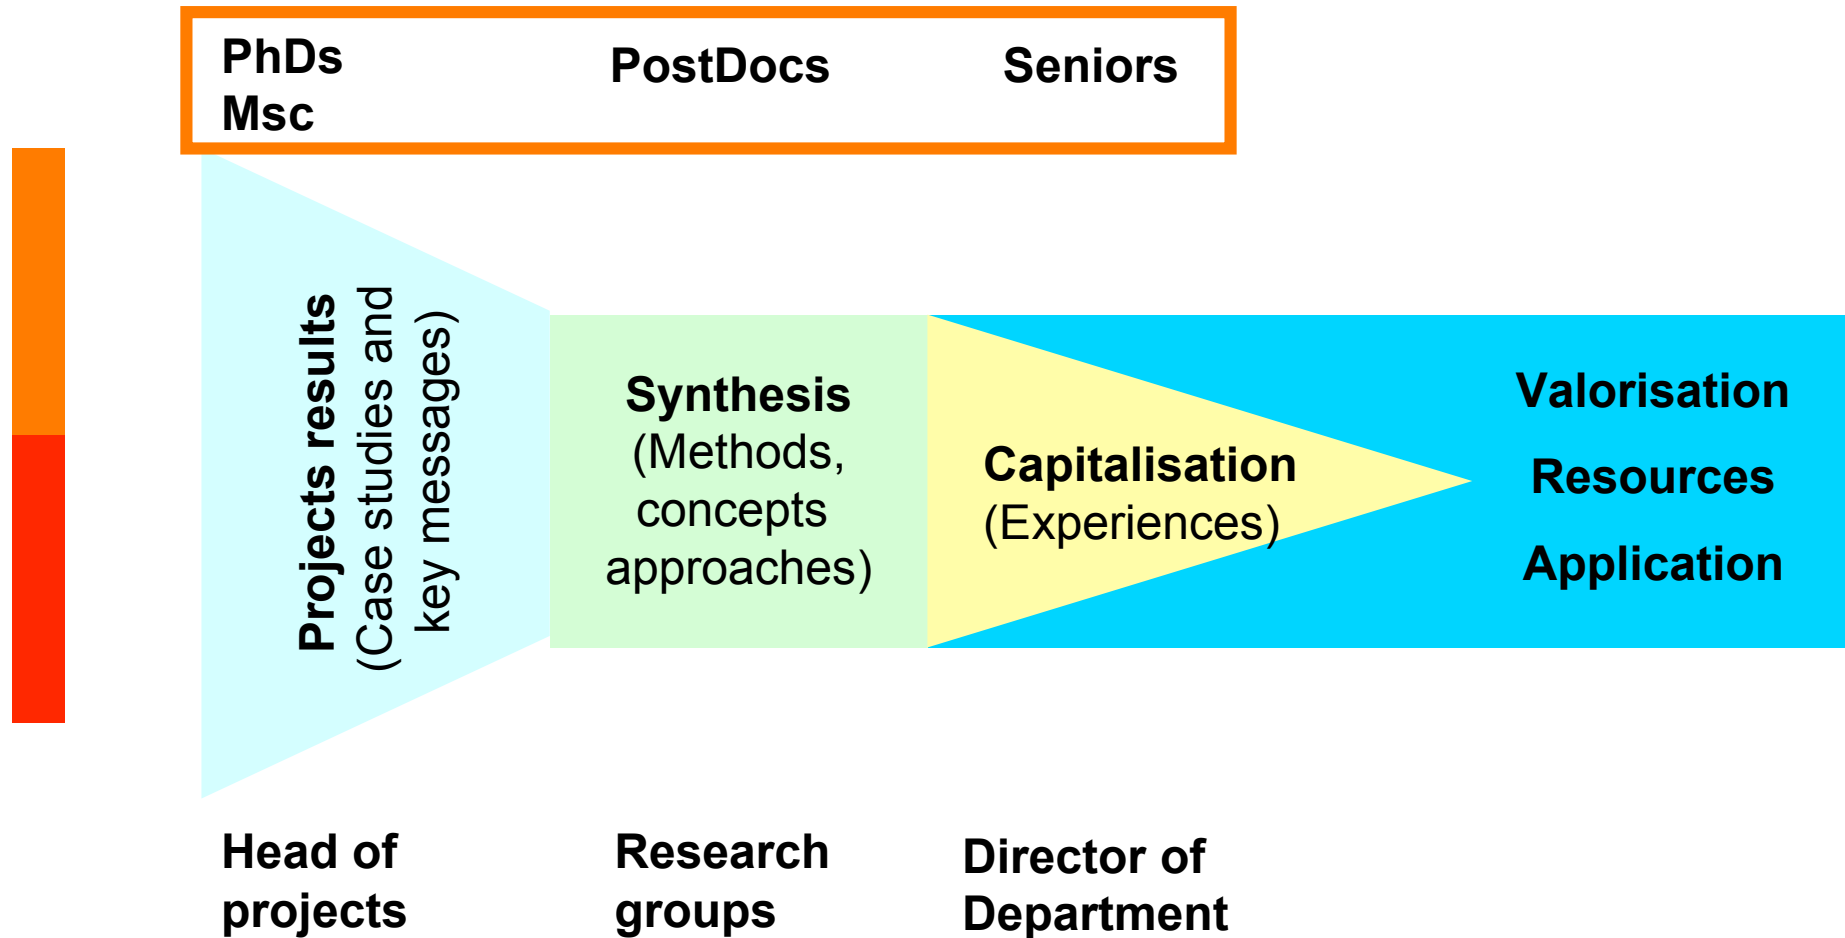 PhDs
Msc
PostDocs
Seniors
Projects results
(Case studies and
key messages)
Synthesis
(Methods,
concepts
approaches)
Capitalisation
(Experiences)
Valorisation
Resources
Application
Head of
projects
Research
groups
Director of
Department